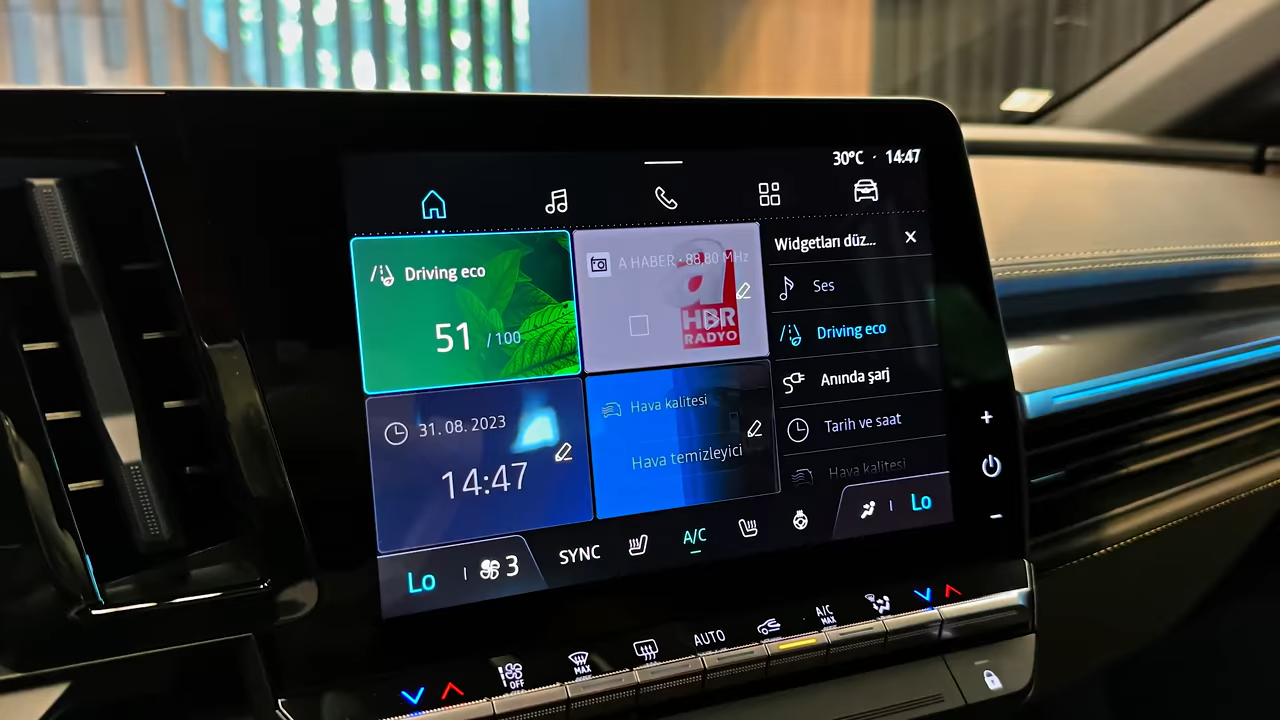 30°C · 14:47
Driving eco
51 / 100
A HABER · 88,80 MHz
a
HBR
RADYO
31. 08. 2023
14:47
Hava kalitesi
Hava temizleyici
Widgetları düz...
Ses
Driving eco
Anında şarj
Tarih ve saat
Hava kalitesi
Lo
3
SYNC
A/C
Lo
OFF
MAX
AUTO
A/C
MAX